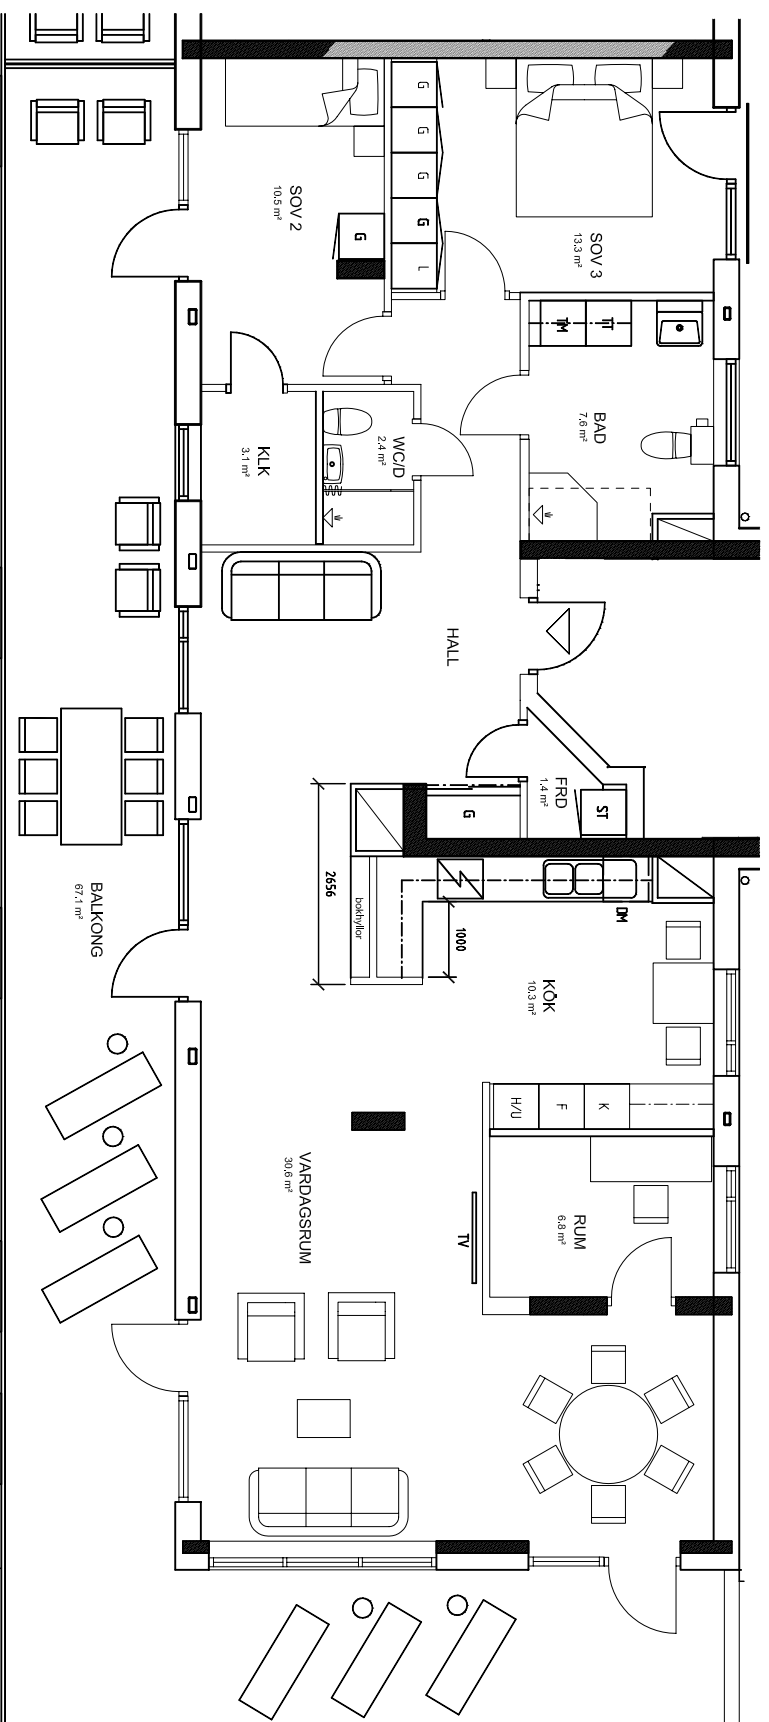 G
G
G
G
L
SOV 2
10.5 m²
G
SOV 3
13.3 m²
TM
TT
BAD
7.6 m²
WC/D
2.4 m²
KLK
3.1 m²
HALL
FRD
1.4 m²
ST
G
2656
bokhyllor
1000
DM
KÖK
10.3 m²
BALKONG
67.1 m²
H/U
F
K
VARDAGSRUM
30.6 m²
TV
RUM
6.8 m²